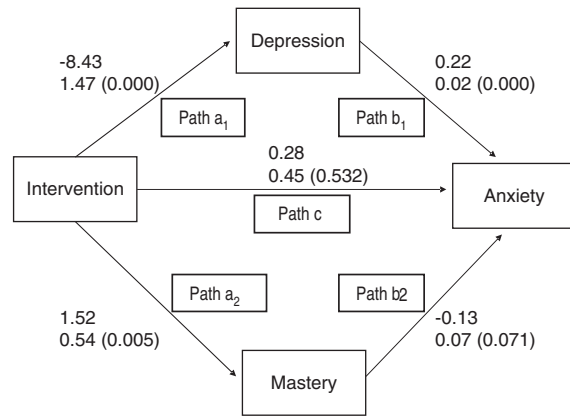 Depression
-8.43
1.47 (0.000)
0.22
0.02 (0.000)
Path a1
Path b1
0.28
0.45 (0.532)
Intervention
Anxiety
Path c
Path a2
Path b2
1.52
0.54 (0.005)
-0.13
0.07 (0.071)
Mastery